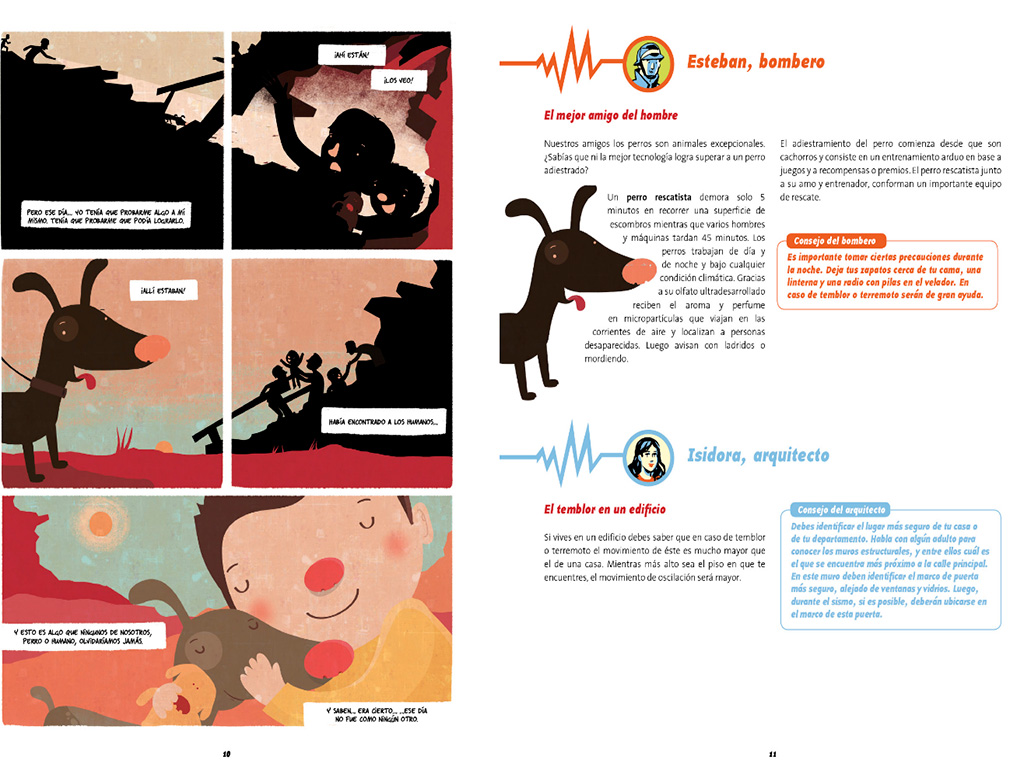 PERO ESE DÍA... YO TENÍA QUE PROBARME ALGO A MÍ
MISMO. TENÍA QUE PROBARME QUE PODÍA LOGRARLO.
¡AHÍ ESTÁN!
¡LOS VEO!
¡ALLÍ ESTABAN!
HABÍA ENCONTRADO A LOS HUMANOS...
Y ESTO ES ALGO QUE NINGUNOS DE NOSOTROS,
PERRO O HUMANO, OLVIDARÍAMOS JAMÁS.
Y SABEN... ERA CIERTO... ...ESE DÍA
NO FUE COMO NINGÚN OTRO.
10
Esteban, bombero
El mejor amigo del hombre
Nuestros amigos los perros son animales excepcionales.
¿Sabías que ni la mejor tecnología logra superar a un perro
adiestrado?
Un perro rescatista demora solo 5
minutos en recorrer una superficie de
escombros mientras que varios hombres
y máquinas tardan 45 minutos. Los
perros trabajan de día y
de noche y bajo cualquier
condición climática. Gracias
a su olfato ultradesarrollado
reciben el aroma y perfume
en micropartículas que viajan en las
corrientes de aire y localizan a personas
desaparecidas. Luego avisan con ladridos o
mordiendo.
El adiestramiento del perro comienza desde que son
cachorros y consiste en un entrenamiento arduo en base a
juegos y a recompensas o premios. El perro rescatista junto
a su amo y entrenador, conforman un importante equipo
de rescate.
Consejo del bombero
Es importante tomar ciertas precauciones durante
la noche. Deja tus zapatos cerca de tu cama, una
linterna y una radio con pilas en el velador. En
caso de temblor o terremoto serán de gran ayuda.
Isidora, arquitecto
El temblor en un edificio
Si vives en un edificio debes saber que en caso de temblor
o terremoto el movimiento de éste es mucho mayor que
el de una casa. Mientras más alto sea el piso en que te
encuentres, el movimiento de oscilación será mayor.
Consejo del arquitecto
Debes identificar el lugar más seguro de tu casa o
de tu departamento. Habla con algún adulto para
conocer los muros estructurales, y entre ellos cuál es
el que se encuentra más próximo a la calle principal.
En este muro deben identificar el marco de puerta
más seguro, alejado de ventanas y vidrios. Luego,
durante el sismo, si es posible, deberán ubicarse en
el marco de esta puerta.
11